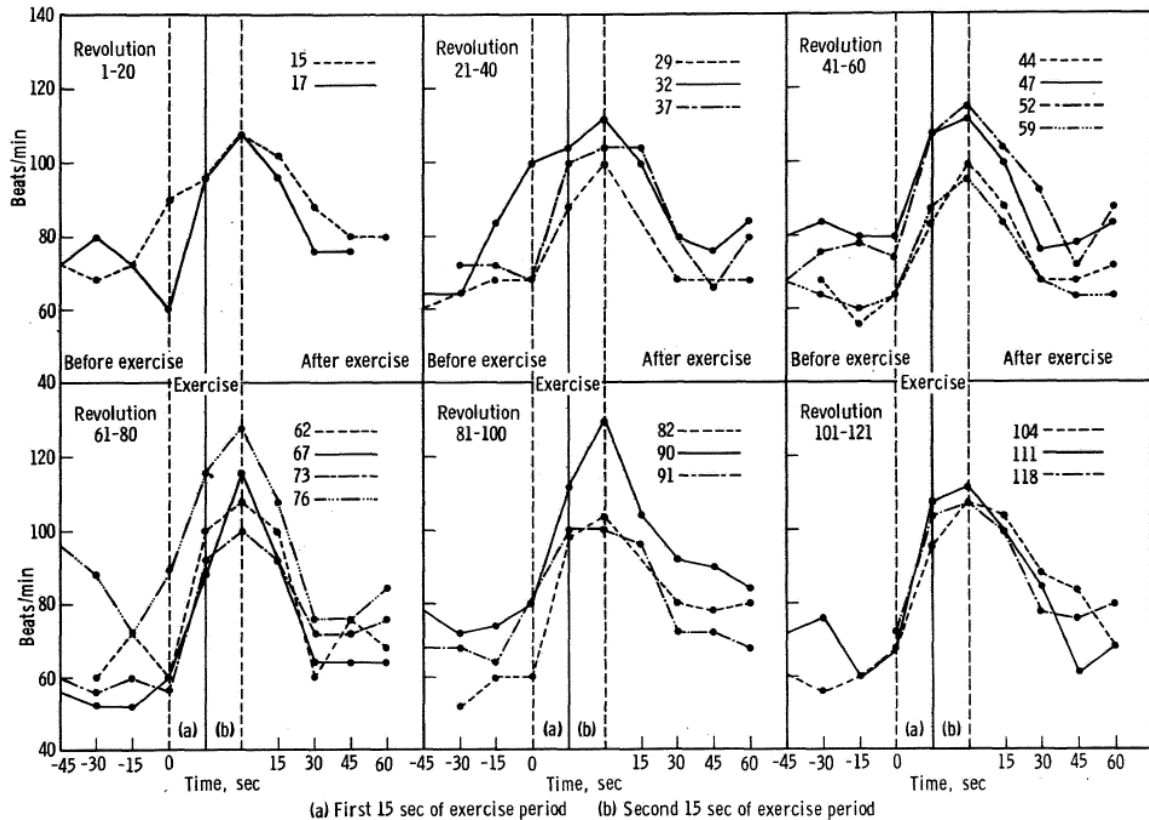 140
120
100
80
60
40
Beats/min
Revolution
1-20
15
17
Before exercise
After exercise
Revolution
21-40
29
32
37
Before exercise
After exercise
Revolution
41-60
44
47
52
59
Before exercise
After exercise
Exercise
Exercise
Exercise
120
100
80
60
40
Beats/min
Revolution
61-80
62
67
73
76
(a)
(b)
Revolution
81-100
82
90
91
(a)
(b)
Revolution
101-121
104
111
118
(a)
(b)
-45 -30 -15 0 15 30 45 60
-45 -30 -15 0 15 30 45 60
-45 -30 -15 0 15 30 45 60
Time, sec
Time, sec
Time, sec
(a) First 15 sec of exercise period
(b) Second 15 sec of exercise period